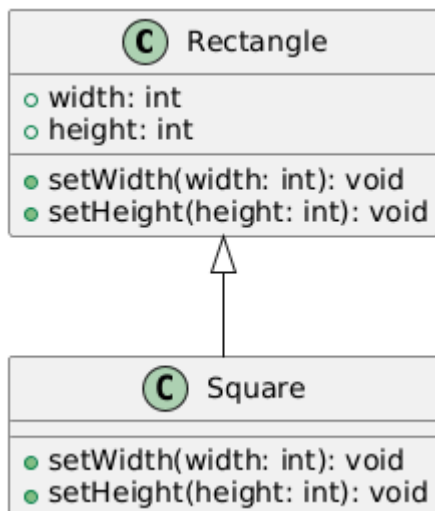 C Rectangle
width: int
height: int
setWidth(width: int): void
setHeight(height: int): void
C Square
setWidth(width: int): void
setHeight(height: int): void